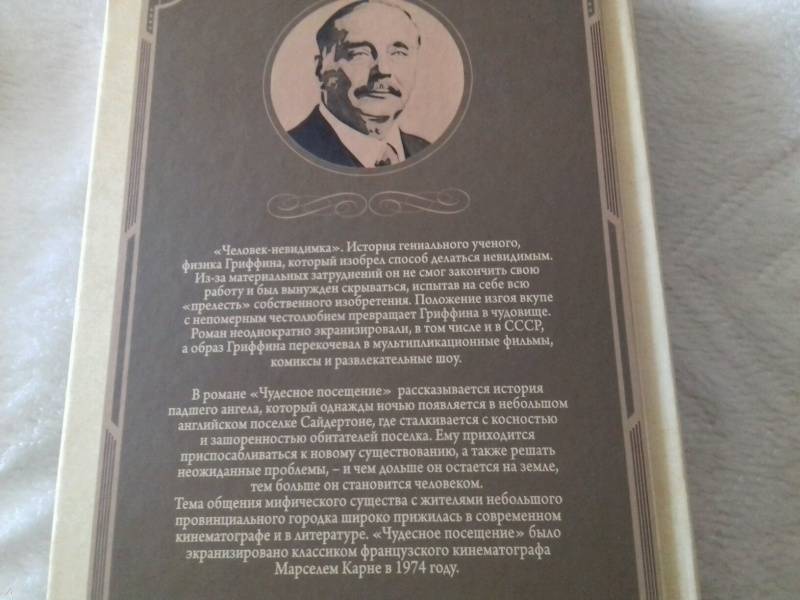 «Человек-невидимка». История гениального ученого,
физика Гриффина, который изобрел способ делаться невидимым.
Из-за материальных затруднений он не смог закончить свою
работу и был вынужден скрываться, испытав на себе всю
«прелесть» собственного изобретения. Положение изгоя вкупе
с непомерным честолюбием превращает Гриффина в чудовище.
Роман неоднократно экранизировали, в том числе и в СССР,
а образ Гриффина перекочевал в мультипликационные фильмы,
комиксы и развлекательные шоу.
В романе «Чудесное посещение» рассказывается история
падшего ангела, который однажды ночью появляется в небольшом
английском поселке Сайдертоне, где сталкивается с косностью
и зашоренностью обитателей поселка. Ему приходится
приспосабливаться к новому существованию, а также решать
неожиданные проблемы, – и чем дольше он остается на земле,
тем больше он становится человеком.
Тема общения мифического существа с жителями небольшого
провинциального городка широко прижилась в современном
кинематографе и в литературе. «Чудесное посещение» было
экранизировано классиком французского кинематографа
Марселем Карне в 1974 году.